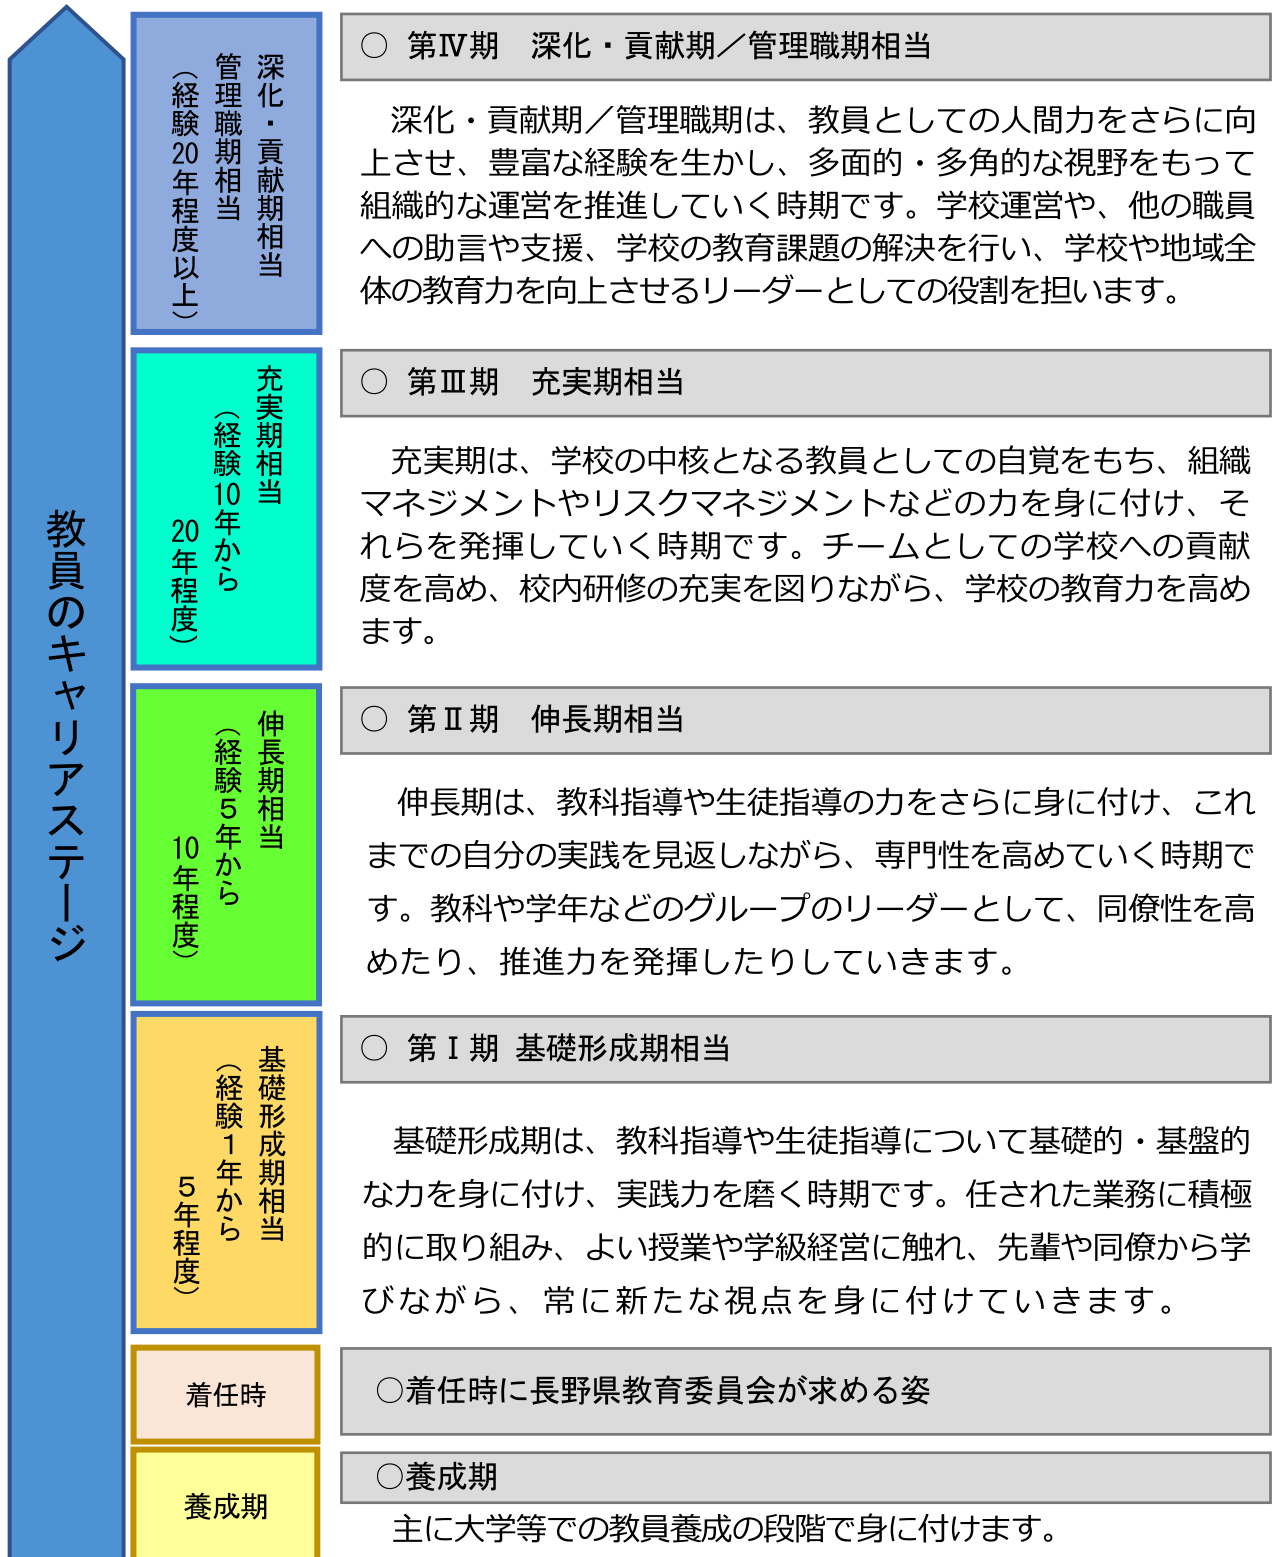 教員のキャリアステージ
深化・貢献期相当
管理職期相当
（経験20年程度以上）
○ 第Ⅳ期　深化・貢献期／管理職期相当
深化・貢献期／管理職期は、教員としての人間力をさらに向
上させ、豊富な経験を生かし、多面的・多角的な視野をもって
組織的な運営を推進していく時期です。学校運営や、他の職員
への助言や支援、学校の教育課題の解決を行い、学校や地域全
体の教育力を向上させるリーダーとしての役割を担います。
充実期相当
（経験10年から
20年程度）
○ 第Ⅲ期　充実期相当
充実期は、学校の中核となる教員としての自覚をもち、組織
マネジメントやリスクマネジメントなどの力を身に付け、そ
れらを発揮していく時期です。チームとしての学校への貢献
度を高め、校内研修の充実を図りながら、学校の教育力を高め
ます。
伸長期相当
（経験５年から
10年程度）
○ 第Ⅱ期　伸長期相当
伸長期は、教科指導や生徒指導の力をさらに身に付け、これ
までの自分の実践を見返しながら、専門性を高めていく時期で
す。教科や学年などのグループのリーダーとして、同僚性を高
めたり、推進力を発揮したりしていきます。
基礎形成期相当
（経験１年から
５年程度）
○ 第Ⅰ期 基礎形成期相当
基礎形成期は、教科指導や生徒指導について基礎的・基盤的
な力を身に付け、実践力を磨く時期です。任された業務に積極
的に取り組み、よい授業や学級経営に触れ、先輩や同僚から学
びながら、常に新たな視点を身に付けていきます。
着任時
○着任時に長野県教育委員会が求める姿
養成期
○養成期
主に大学等での教員養成の段階で身に付けます。